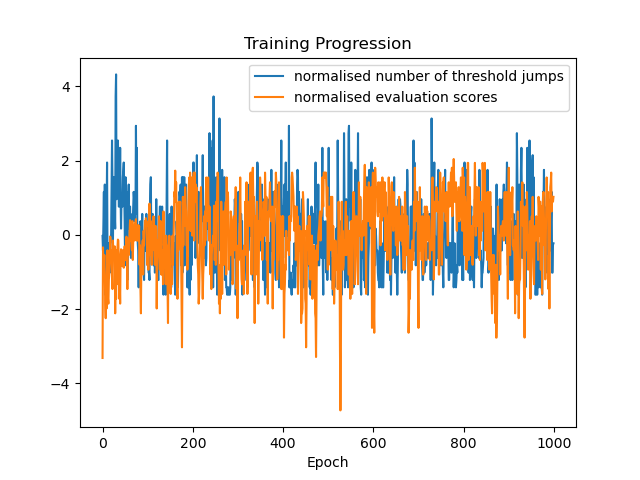 Training Progression
normalised number of threshold jumps
normalised evaluation scores
4
2
0
−2
−4
0 200 400 600 800 1000
Epoch